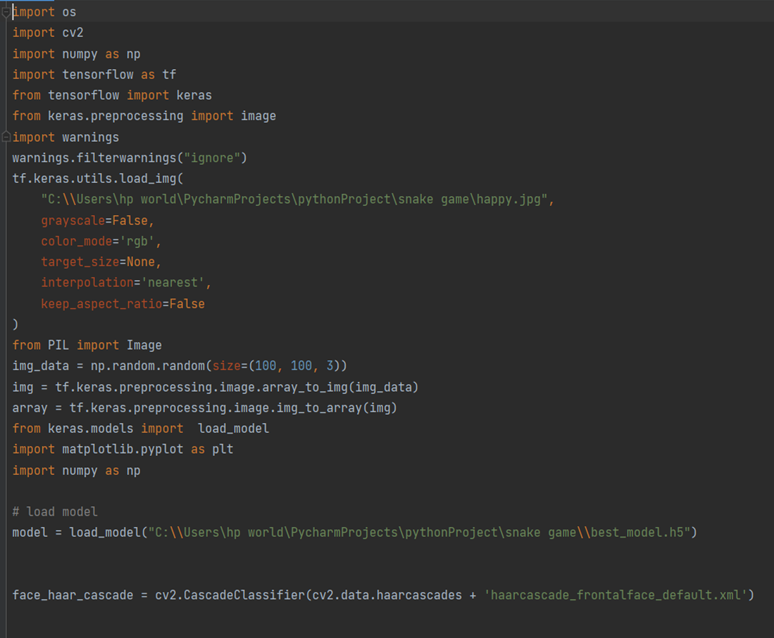 import os
import cv2
import numpy as np
import tensorflow as tf
from tensorflow import keras
from keras.preprocessing import image
import warnings
warnings.filterwarnings("ignore")
tf.keras.utils.load_img(
    "C:\\Users\hp world\PycharmProjects\pythonProject\snake game\happy.jpg",
    grayscale=False,
    color_mode='rgb',
    target_size=None,
    interpolation='nearest',
    keep_aspect_ratio=False
)
from PIL import Image
img_data = np.random.random(size=(100, 100, 3))
img = tf.keras.preprocessing.image.array_to_img(img_data)
array = tf.keras.preprocessing.image.img_to_array(img)
from keras.models import  load_model
import matplotlib.pyplot as plt
import numpy as np

# load model
model = load_model("C:\\Users\hp world\PycharmProjects\pythonProject\snake game\\best_model.h5")


face_haar_cascade = cv2.CascadeClassifier(cv2.data.haarcascades + 'haarcascade_frontalface_default.xml')